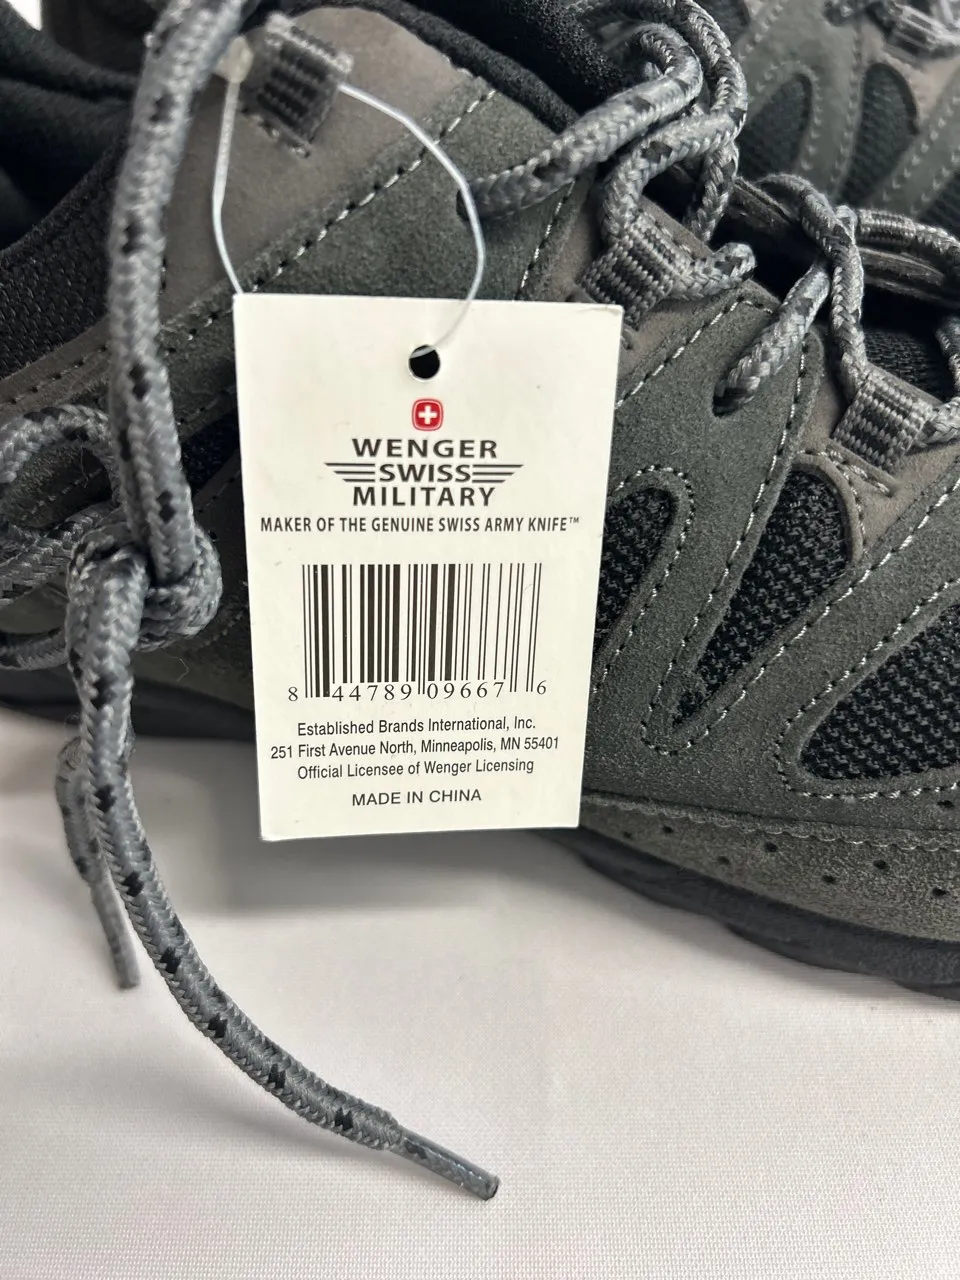 WENGER
SWISS
MILITARY
MAKER OF THE GENUINE SWISS ARMY KNIFE™
8 44789 09667 6
Established Brands International, Inc.
251 First Avenue North, Minneapolis, MN 55401
Official Licensee of Wenger Licensing
MADE IN CHINA